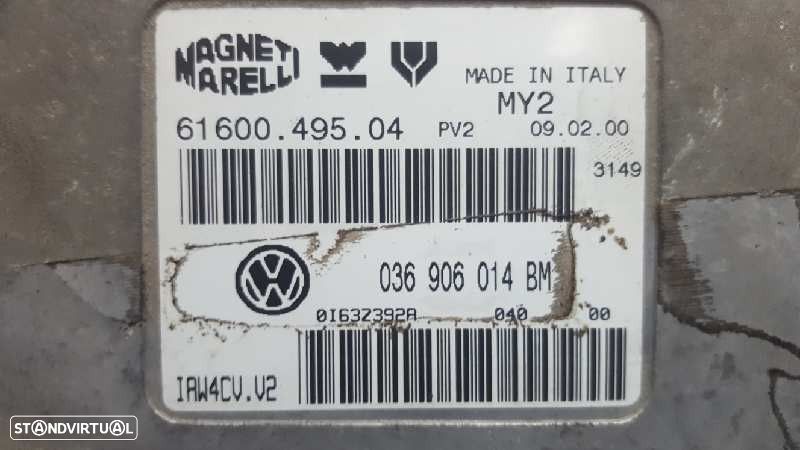 MAGNETI
MARELLI
MADE IN ITALY
MY2
61600.495.04 PV2 09.02.00
3149
036 906 014 BM
0I63Z392A 040 00
IAW4CV.V2
STANDVIRTUAL